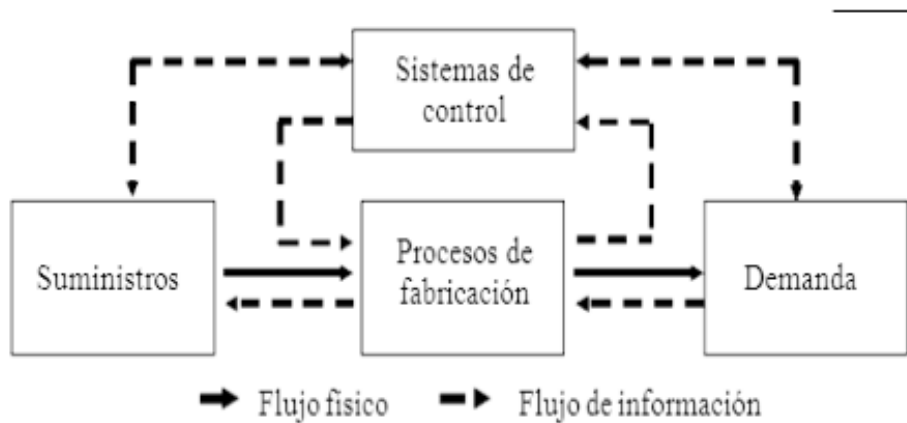 Sistemas de
control
Suministros
Procesos de
fabricación
Demanda
Flujo físico
Flujo de información